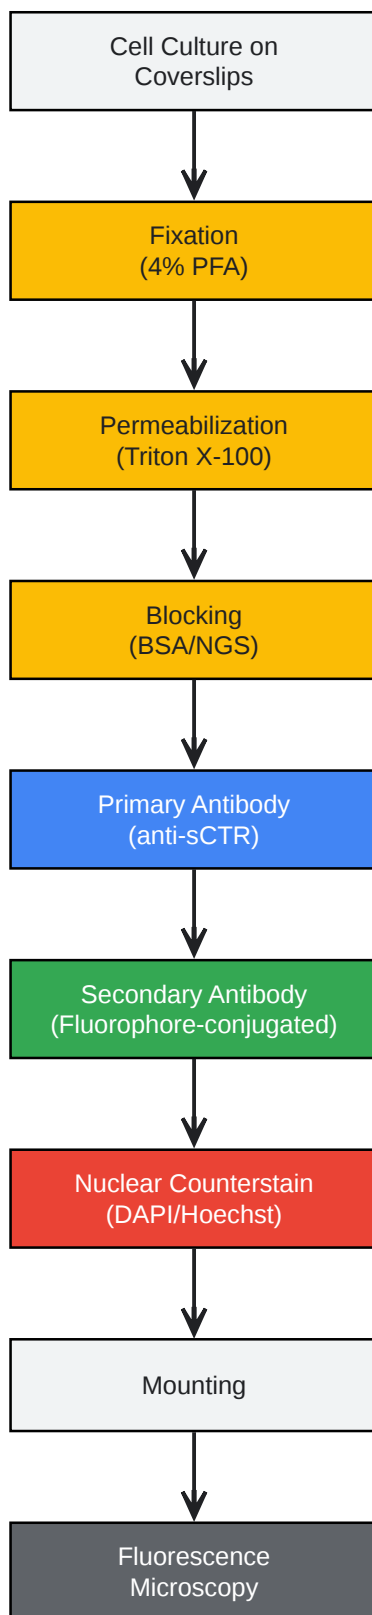 Cell Culture on
Coverslips
Fixation
(4% PFA)
Permeabilization
(Triton X-100)
Blocking
(BSA/NGS)
Primary Antibody
(anti-sCTR)
Secondary Antibody
(Fluorophore-conjugated)
Nuclear Counterstain
(DAPI/Hoechst)
Mounting
Fluorescence
Microscopy